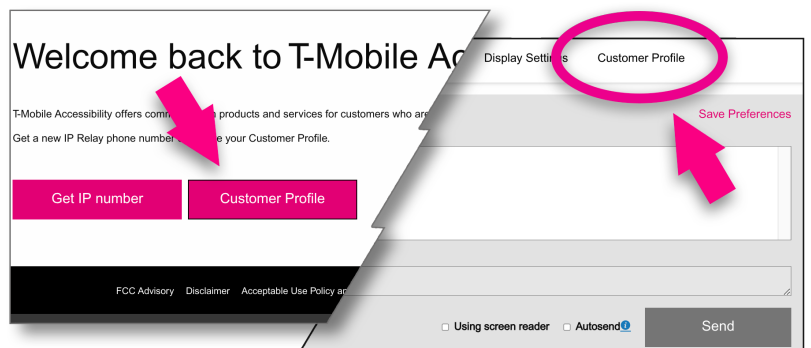 Welcome back to T-Mobile Ac
T-Mobile Accessibility offers comm products and services for customers who are
Get a new IP Relay phone number your Customer Profile.
Get IP number
Customer Profile
FCC Advisory Disclaimer Acceptable Use Policy an
Display Settings Customer Profile
Save Preferences
Using screen reader Autosend i
Send